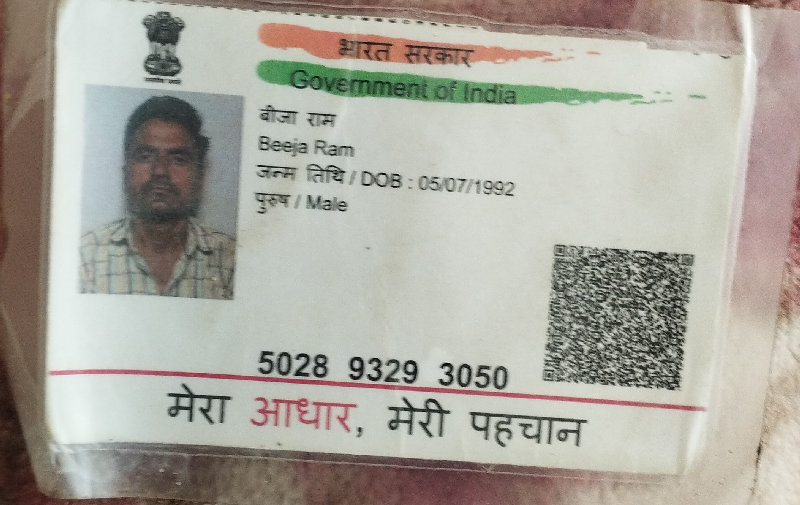 भारत सरकार
Government of India
बीजा राम
Beeja Ram
जन्म तिथि / DOB : 05/07/1992
पुरुष / Male
5028 9329 3050
मेरा आधार, मेरी पहचान